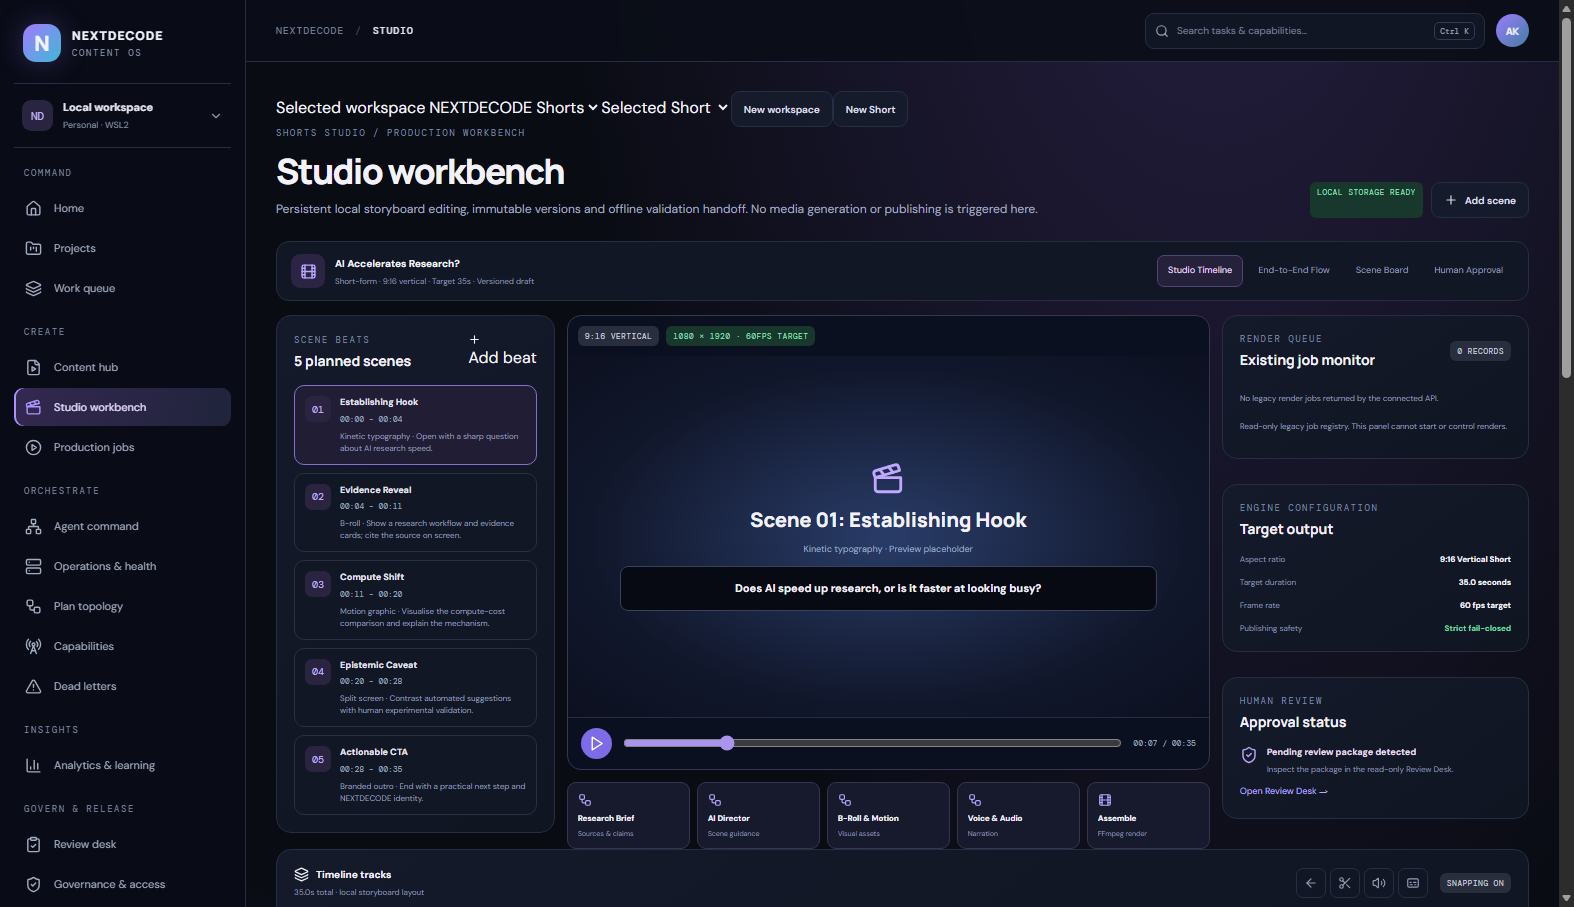 N
NEXTDECODE
CONTENT OS
ND
Local workspace
Personal · WSL2
COMMAND
Home
Projects
Work queue
CREATE
Content hub
Studio workbench
Production jobs
ORCHESTRATE
Agent command
Operations & health
Plan topology
Capabilities
Dead letters
INSIGHTS
Analytics & learning
GOVERN & RELEASE
Review desk
Governance & access
NEXTDECODE / STUDIO
Search tasks & capabilities...
Ctrl K
AK
Selected workspace NEXTDECODE Shorts Selected Short
New workspace
New Short
SHORTS STUDIO / PRODUCTION WORKBENCH
Studio workbench
Persistent local storyboard editing, immutable versions and offline validation handoff. No media generation or publishing is triggered here.
LOCAL STORAGE READY
+ Add scene
AI Accelerates Research?
Short-form · 9:16 vertical · Target 35s · Versioned draft
Studio Timeline
End-to-End Flow
Scene Board
Human Approval
SCENE BEATS
5 planned scenes
+
Add beat
01
Establishing Hook
00:00 – 00:04
Kinetic typography · Open with a sharp question
about AI research speed.
02
Evidence Reveal
00:04 – 00:11
B-roll · Show a research workflow and evidence
cards; cite the source on screen.
03
Compute Shift
00:11 – 00:20
Motion graphic · Visualise the compute-cost
comparison and explain the mechanism.
04
Epistemic Caveat
00:20 – 00:28
Split screen · Contrast automated suggestions
with human experimental validation.
05
Actionable CTA
00:28 – 00:35
Branded outro · End with a practical next step and
NEXTDECODE identity.
9:16 VERTICAL
1080 × 1920 · 60FPS TARGET
Scene 01: Establishing Hook
Kinetic typography · Preview placeholder
Does AI speed up research, or is it faster at looking busy?
00:07 / 00:35
Research Brief
Sources & claims
AI Director
Scene guidance
B-Roll & Motion
Visual assets
Voice & Audio
Narration
Assemble
FFmpeg render
RENDER QUEUE
Existing job monitor
0 RECORDS
No legacy render jobs returned by the connected API.
Read-only legacy job registry. This panel cannot start or control renders.
ENGINE CONFIGURATION
Target output
Aspect ratio
9:16 Vertical Short
Target duration
35.0 seconds
Frame rate
60 fps target
Publishing safety
Strict fail-closed
HUMAN REVIEW
Approval status
Pending review package detected
Inspect the package in the read-only Review Desk.
Open Review Desk →
Timeline tracks
35.0s total · local storyboard layout
SNAPPING ON